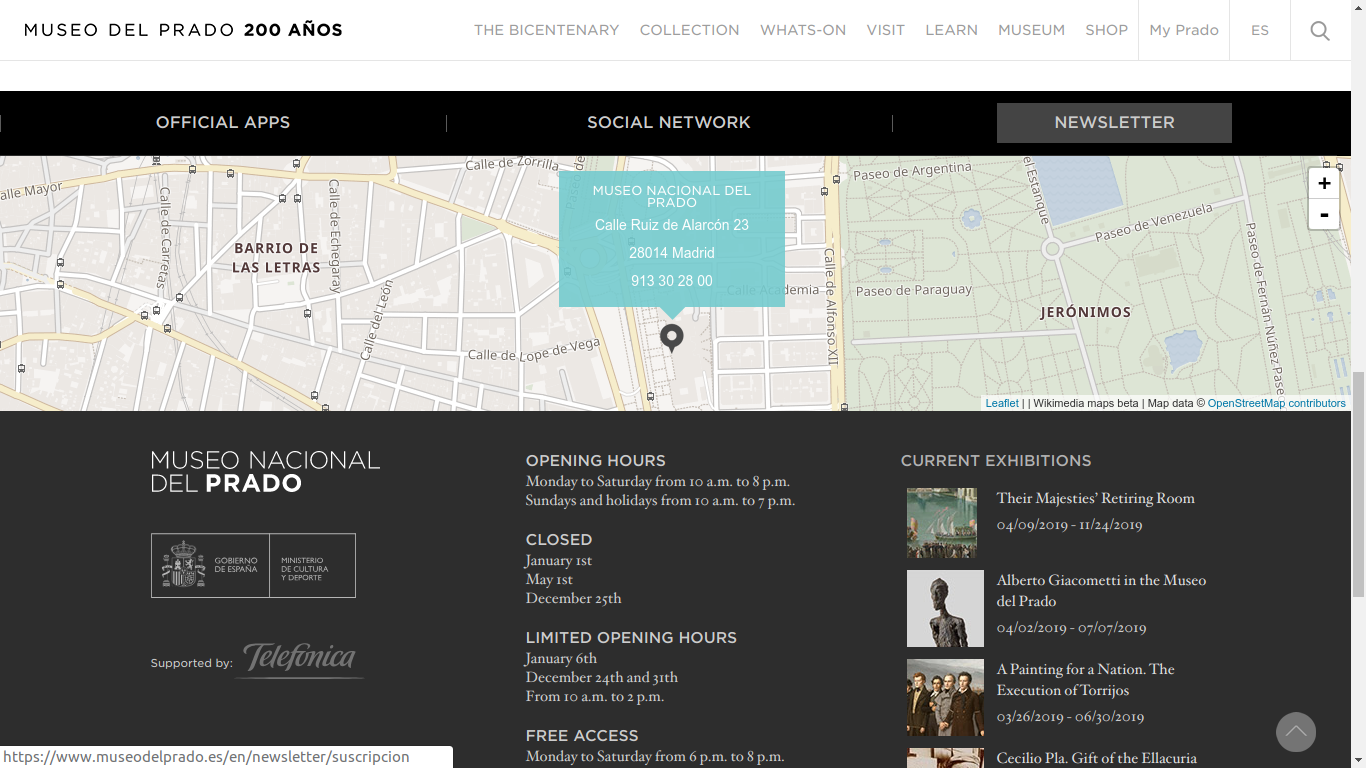 MUSEO DEL PRADO 200 AÑOS
THE BICENTENARY COLLECTION WHATS-ON VISIT LEARN MUSEUM SHOP My Prado ES
OFFICIAL APPS
SOCIAL NETWORK
NEWSLETTER
Calle de Zorrilla
Calle Mayor
Calle de Carretas
Calle de Echegaray
BARRIO DE
LAS LETRAS
Calle del León
Calle de Lope de Vega
MUSEO NACIONAL DEL
PRADO
Calle Ruiz de Alarcón 23
28014 Madrid
913 30 28 00
Calle Academia
Calle de Alfonso XII
Paseo de Argentina
El Estanque
Paseo de Venezuela
Paseo de Paraguay
JERÓNIMOS
Paseo de Fernán Núñez
Pase
+
-
Leaflet | | Wikimedia maps beta | Map data © OpenStreetMap contributors
MUSEO NACIONAL
DEL PRADO
GOBIERNO
DE ESPAÑA
MINISTERIO
DE CULTURA
Y DEPORTE
Supported by: Telefónica
OPENING HOURS
Monday to Saturday from 10 a.m. to 8 p.m.
Sundays and holidays from 10 a.m. to 7 p.m.
CLOSED
January 1st
May 1st
December 25th
LIMITED OPENING HOURS
January 6th
December 24th and 31th
From 10 a.m. to 2 p.m.
FREE ACCESS
Monday to Saturday from 6 p.m. to 8 p.m.
CURRENT EXHIBITIONS
Their Majesties’ Retiring Room
04/09/2019 - 11/24/2019
Alberto Giacometti in the Museo
del Prado
04/02/2019 - 07/07/2019
A Painting for a Nation. The
Execution of Torrijos
03/26/2019 - 06/30/2019
Cecilio Pla. Gift of the Ellacuria
https://www.museodelprado.es/en/newsletter/suscripcion